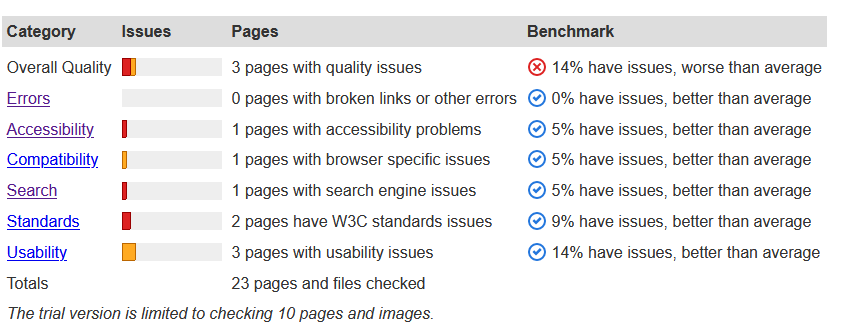 Category Issues Pages Benchmark
Overall Quality 3 pages with quality issues 14% have issues, worse than average
Errors 0 pages with broken links or other errors 0% have issues, better than average
Accessibility 1 pages with accessibility problems 5% have issues, better than average
Compatibility 1 pages with browser specific issues 5% have issues, better than average
Search 1 pages with search engine issues 5% have issues, better than average
Standards 2 pages have W3C standards issues 9% have issues, better than average
Usability 3 pages with usability issues 14% have issues, better than average
Totals 23 pages and files checked
The trial version is limited to checking 10 pages and images.